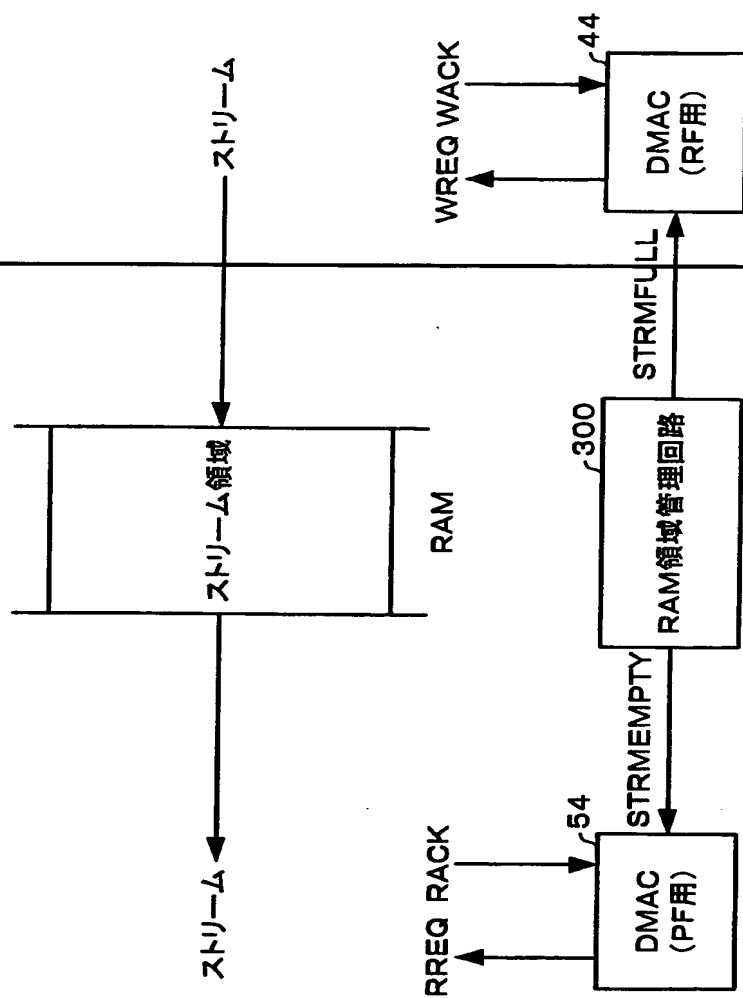 ストリーム
ストリーム領域
RAM
ストリーム
RREQ RACK
54
DMAC
(PF用)
STRMEMPTY
300
RAM領域管理回路
STRMFULL
WREQ WACK
44
DMAC
(RF用)